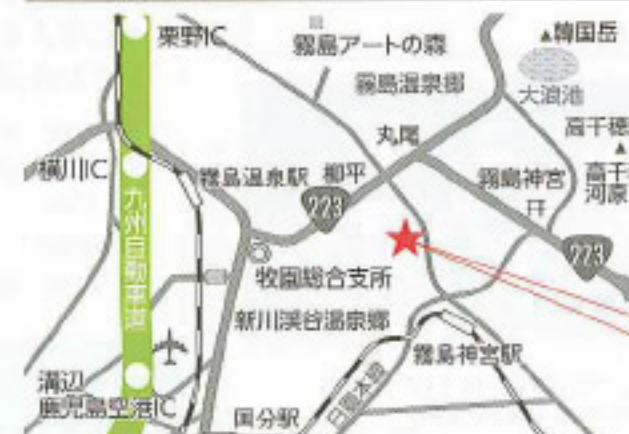 栗野IC
霧島アートの森
韓国岳
霧島温泉郷
大浪池
丸尾
高千穂
横川IC
霧島温泉駅
柳平
霧島神宮
高千
河原
223
九州自動車道
223
牧園総合支所
新川渓谷温泉郷
霧島神宮駅
溝辺
鹿児島空港IC
日豊本線
国分駅